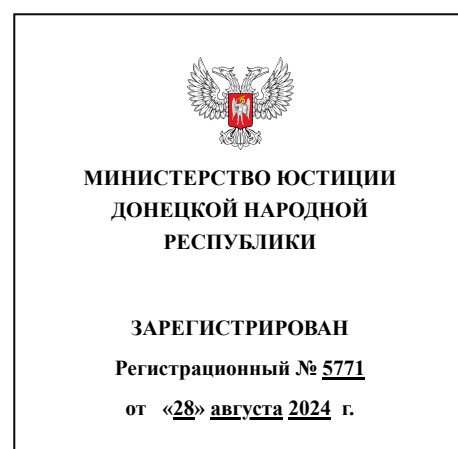 МИНИСТЕРСТВО ЮСТИЦИИ
ДОНЕЦКОЙ НАРОДНОЙ
РЕСПУБЛИКИ
ЗАРЕГИСТРИРОВАН
Регистрационный № 5771
от «28» августа 2024 г.